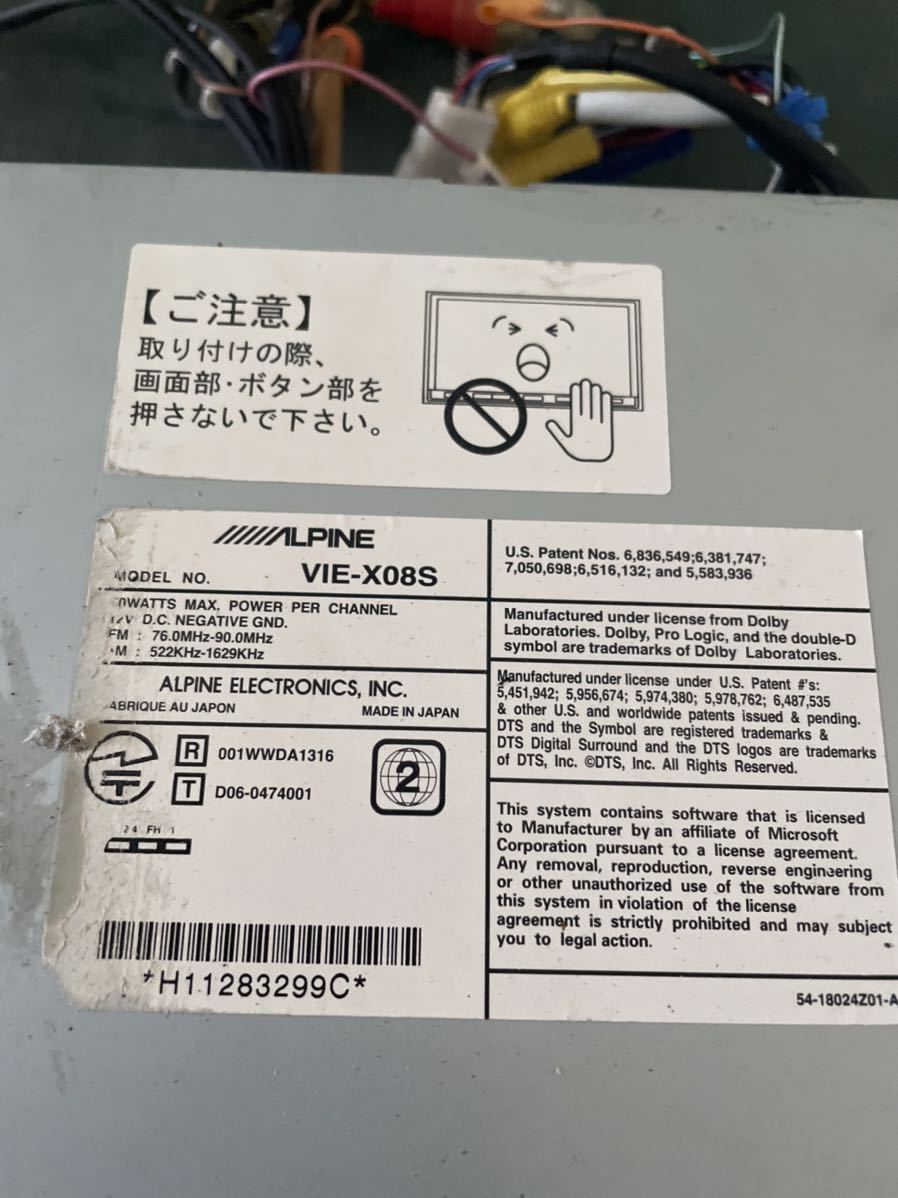 【ご注意】
取り付けの際、
画面部・ボタン部を
押さないで下さい。
ALPINE
MODEL NO. VIE-X08S
WATTS MAX. POWER PER CHANNEL
D.C. NEGATIVE GND.
FM : 76.0MHz-90.0MHz
: 522KHz-1629KHz
ALPINE ELECTRONICS, INC.
ABRIQUE AU JAPON MADE IN JAPAN
R 001WWDA1316
T D06-0474001
2
2 4 FH 1
*H11283299C*
U.S. Patent Nos. 6,836,549;6,381,747;
7,050,698;6,516,132; and 5,583,936
Manufactured under license from Dolby
Laboratories. Dolby, Pro Logic, and the double-D
symbol are trademarks of Dolby Laboratories.
Manufactured under license under U.S. Patent #'s:
5,451,942; 5,956,674; 5,974,380; 5,978,762; 6,487,535
& other U.S. and worldwide patents issued & pending.
DTS and the Symbol are registered trademarks &
DTS Digital Surround and the DTS logos are trademarks
of DTS, Inc. ©DTS, Inc. All Rights Reserved.
This system contains software that is licensed
to Manufacturer by an affiliate of Microsoft
Corporation pursuant to a license agreement.
Any removal, reproduction, reverse engineering
or other unauthorized use of the software from
this system in violation of the license
agreement is strictly prohibited and may subject
you to legal action.
54-18024Z01-A